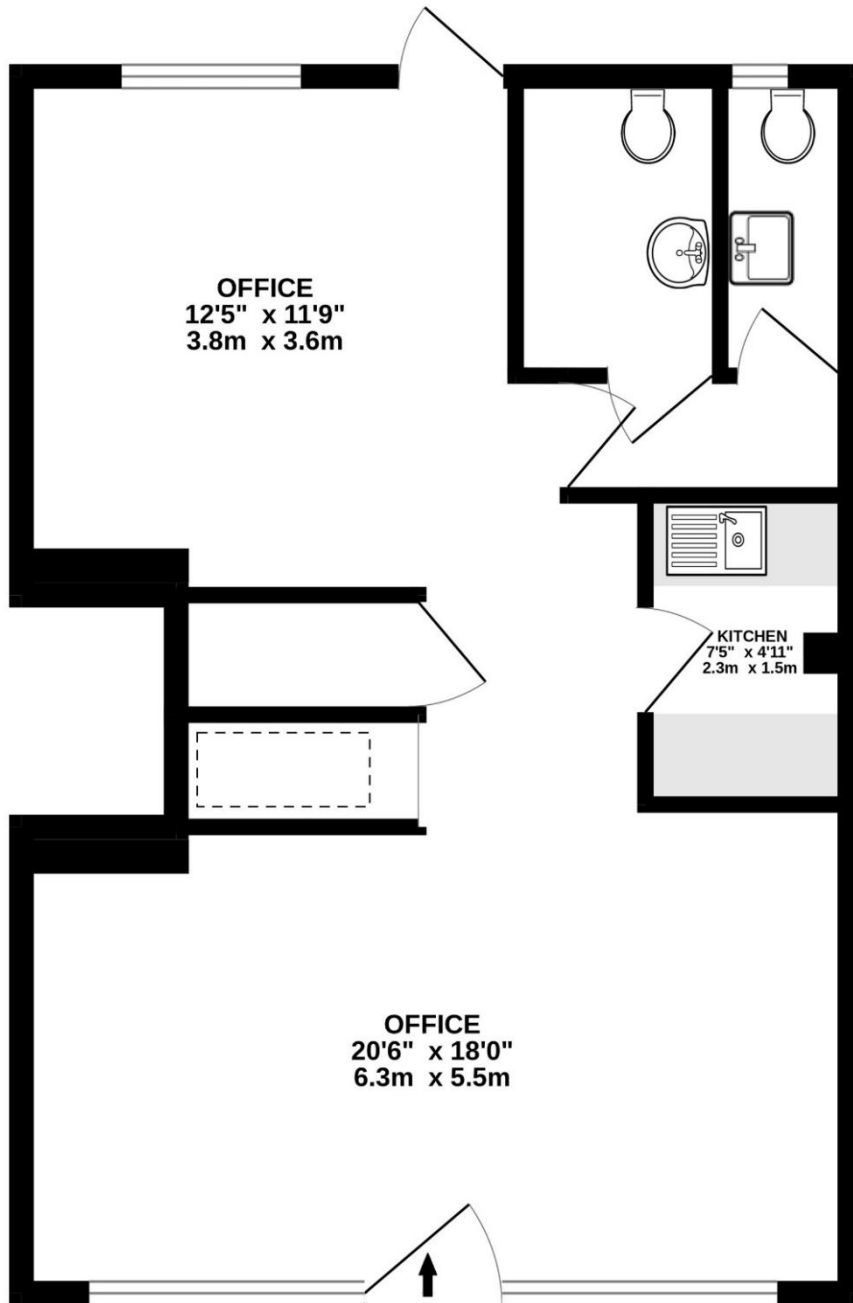 OFFICE
12'5" x 11'9"
3.8m x 3.6m
KITCHEN
7'5" x 4'11"
2.3m x 1.5m
OFFICE
20'6" x 18'0"
6.3m x 5.5m